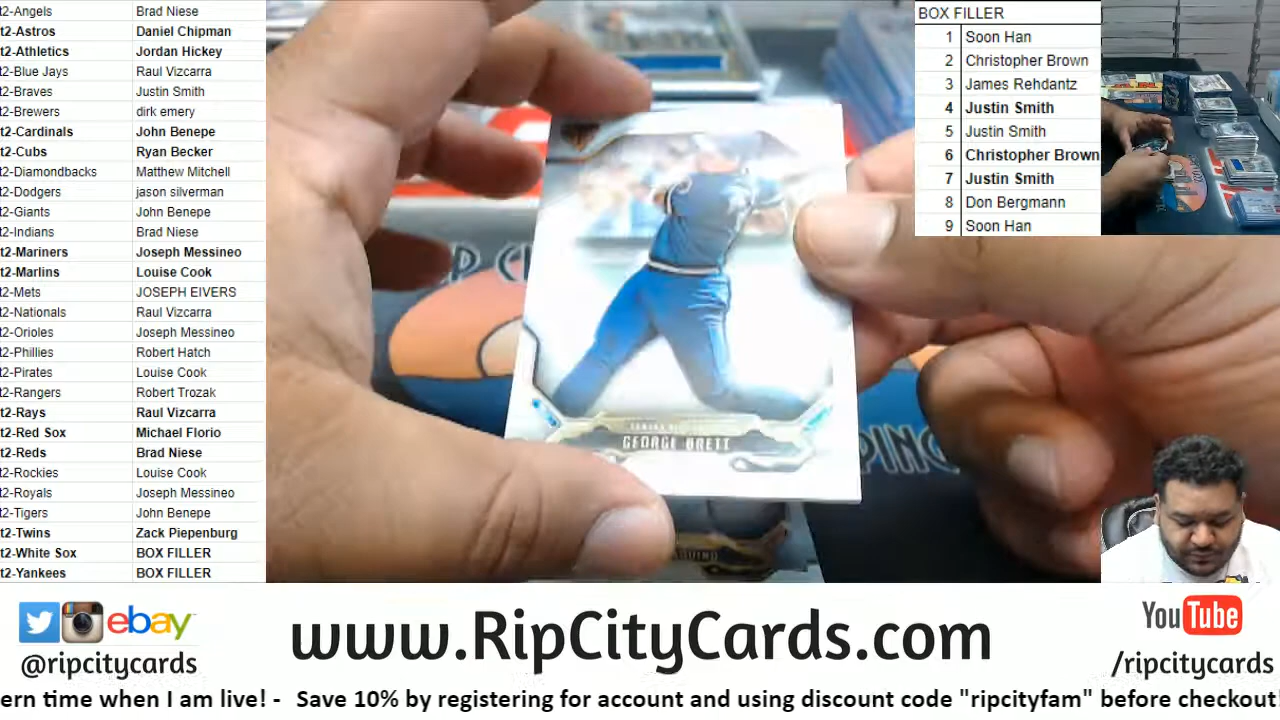 t2-Angels Brad Niese
t2-Astros Daniel Chipman
t2-Athletics Jordan Hickey
t2-Blue Jays Raul Vizcarra
t2-Braves Justin Smith
t2-Brewers dirk emery
t2-Cardinals John Benepe
t2-Cubs Ryan Becker
t2-Diamondbacks Matthew Mitchell
t2-Dodgers jason silverman
t2-Giants John Benepe
t2-Indians Brad Niese
t2-Mariners Joseph Messineo
t2-Marlins Louise Cook
t2-Mets JOSEPH EIVERS
t2-Nationals Raul Vizcarra
t2-Orioles Joseph Messineo
t2-Phillies Robert Hatch
t2-Pirates Louise Cook
t2-Rangers Robert Trozak
t2-Rays Raul Vizcarra
t2-Red Sox Michael Florio
t2-Reds Brad Niese
t2-Rockies Louise Cook
t2-Royals Joseph Messineo
t2-Tigers John Benepe
t2-Twins Zack Piepenburg
t2-White Sox BOX FILLER
t2-Yankees BOX FILLER
GEORGE BRETT
BOX FILLER
1 Soon Han
2 Christopher Brown
3 James Rehdantz
4 Justin Smith
5 Justin Smith
6 Christopher Brown
7 Justin Smith
8 Don Bergmann
9 Soon Han
ebay
@ripcitycards
www.RipCityCards.com
YouTube
/ripcitycards
ern time when I am live! - Save 10% by registering for account and using discount code "ripcityfam" before checkout!